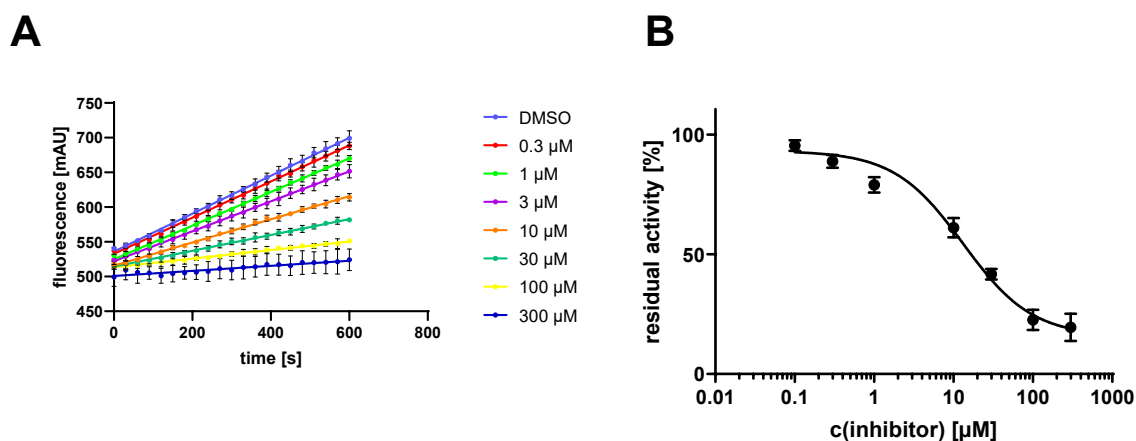 A
B
fluorescence [mAU]
750
700
650
600
550
500
450
0
200
400
600
800
time [s]
DMSO
0.3 µM
1 µM
3 µM
10 µM
30 µM
100 µM
300 µM
residual activity [%]
100
50
0
0.01
0.1
1
10
100
1000
c(inhibitor) [µM]